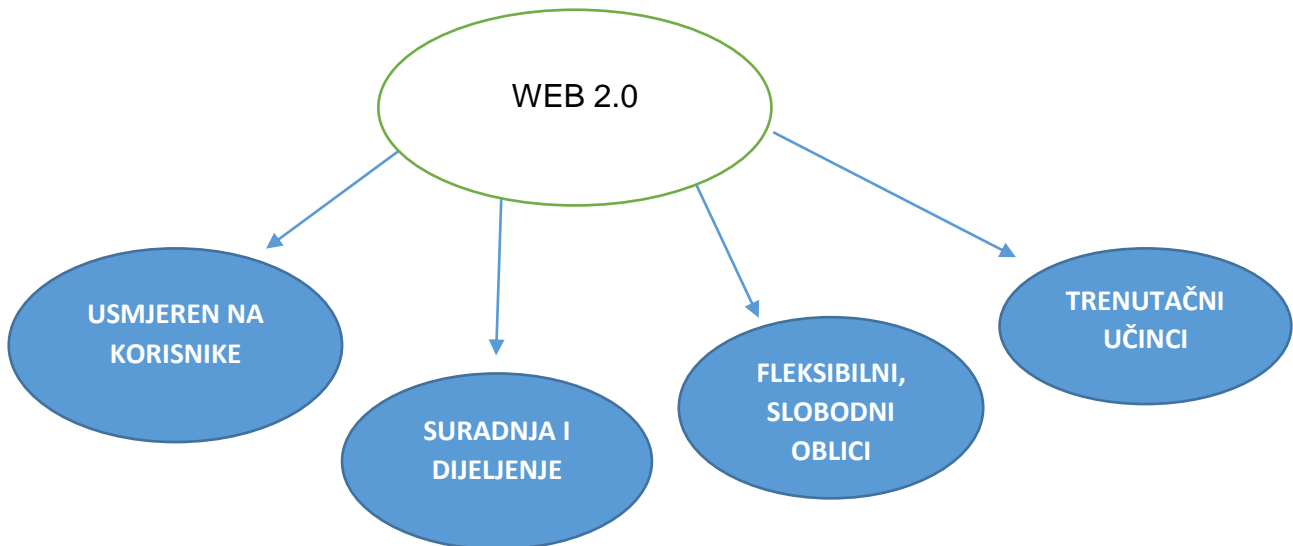 WEB 2.0
USMJEREN NA
KORISNIKE
SURADNJA I
DIJELJENJE
FLEKSIBILNI,
SLOBODNI
OBLICI
TRENUTAČNI
UČINCI